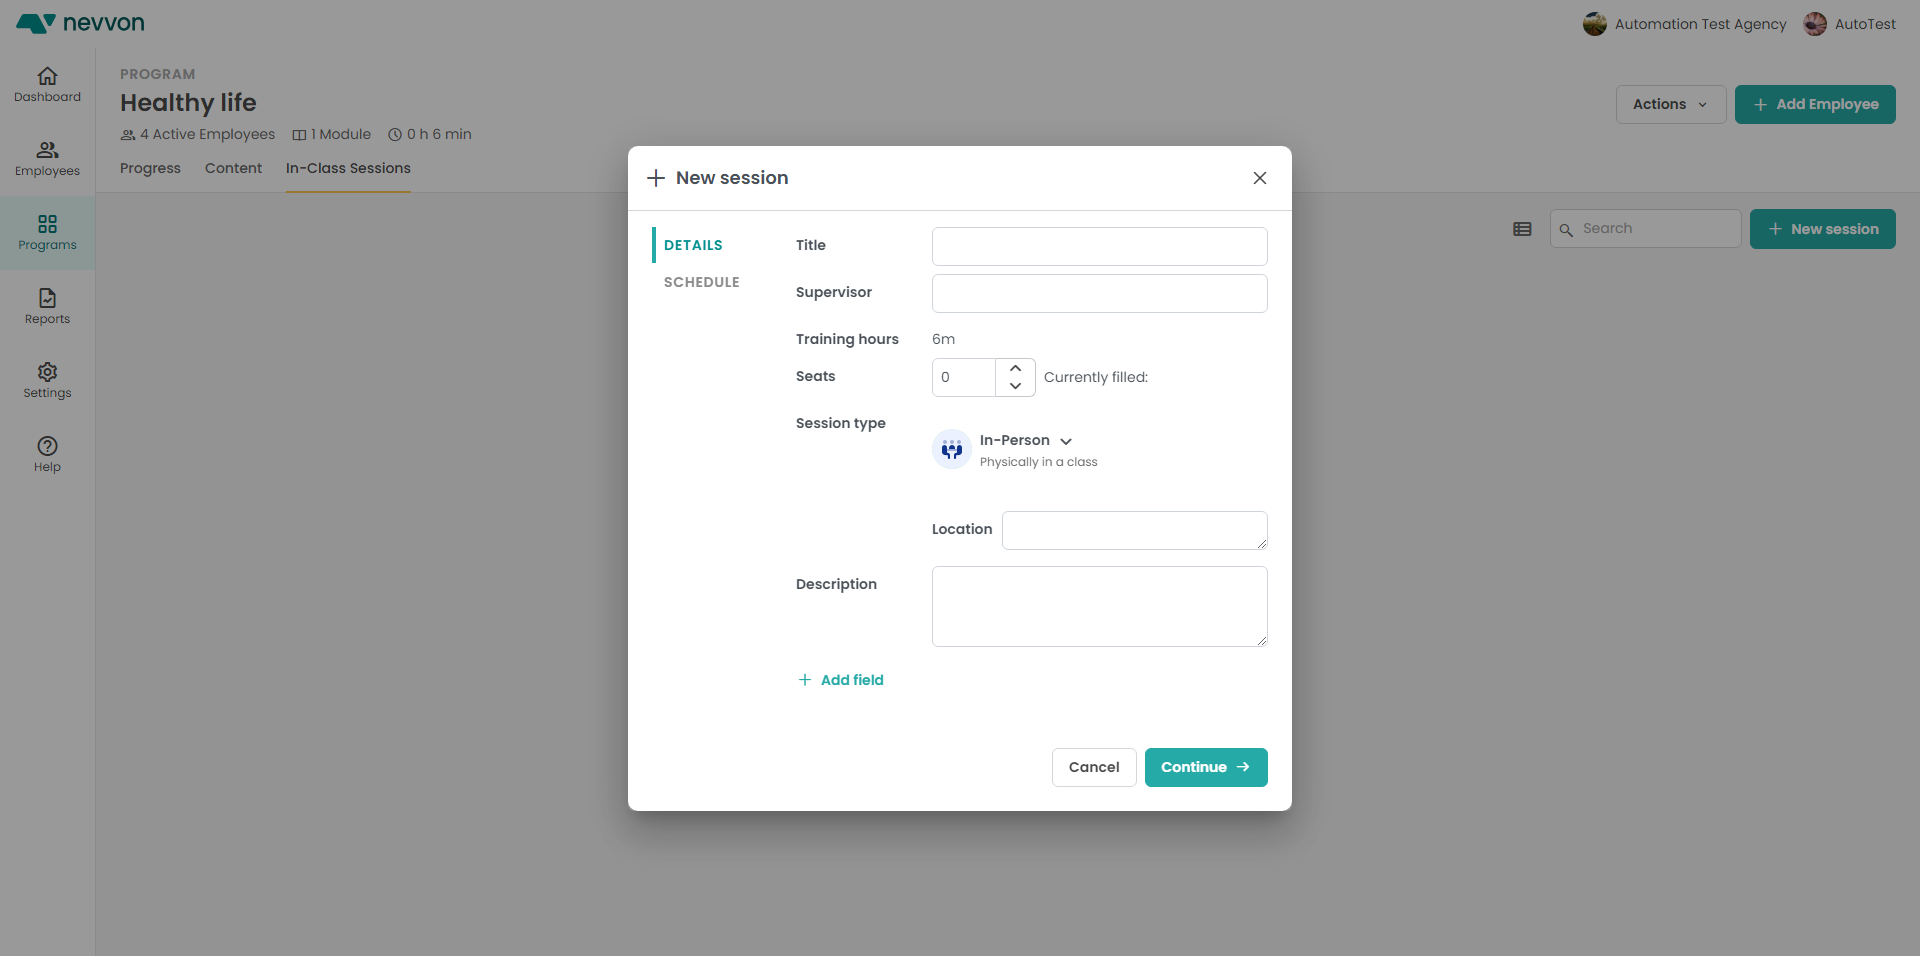 nevvon
Automation Test Agency
AutoTest
Dashboard
Employees
Programs
Reports
Settings
Help
PROGRAM
Healthy life
4 Active Employees
1 Module
0 h 6 min
Progress
Content
In-Class Sessions
Actions
Add Employee
Search
New session
New session
DETAILS
SCHEDULE
Title
Supervisor
Training hours
6m
Seats
0
Currently filled:
Session type
In-Person
Physically in a class
Location
Description
Add field
Cancel
Continue